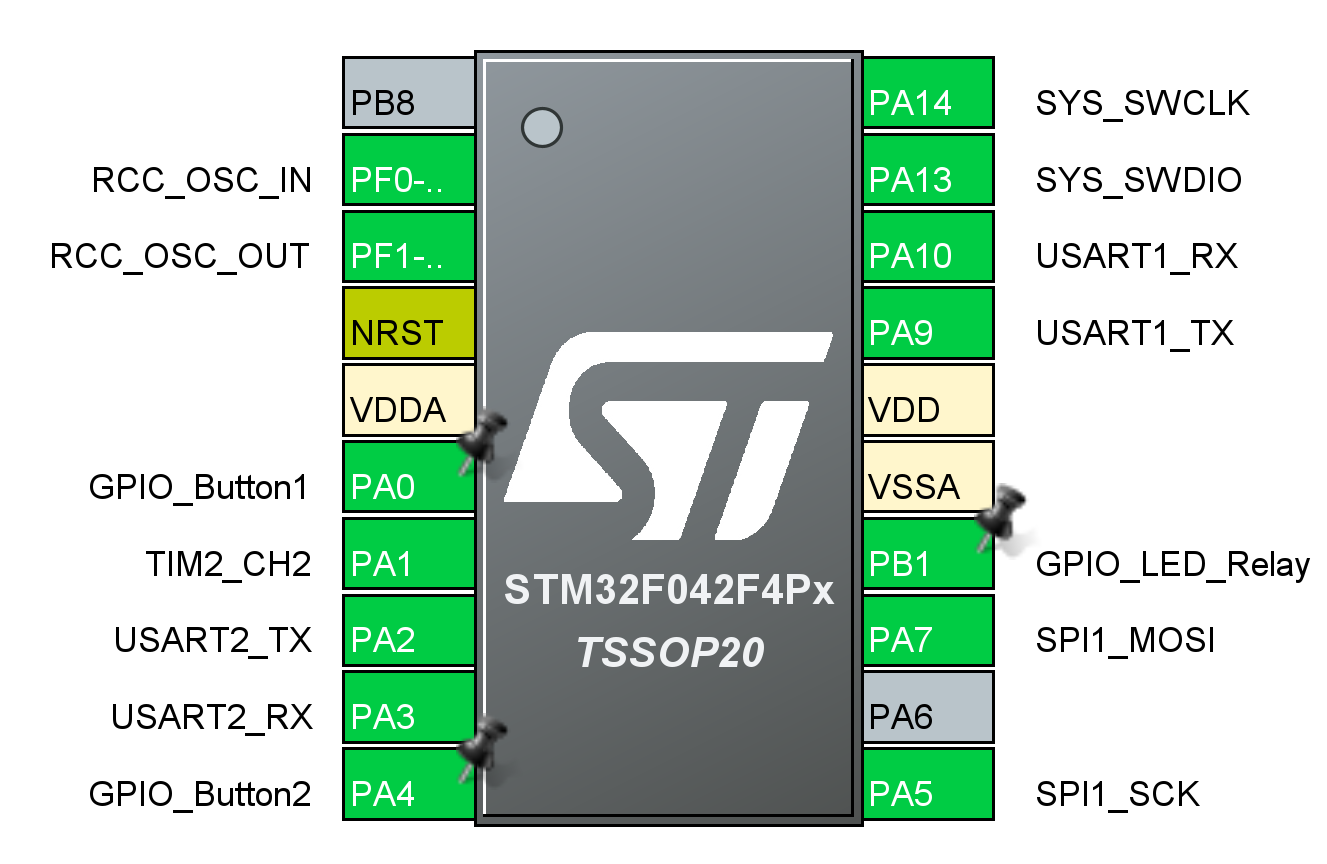 PB8 PA14 SYS_SWCLK
RCC_OSC_IN PF0-.. PA13 SYS_SWDIO
RCC_OSC_OUT PF1-.. PA10 USART1_RX
NRST PA9 USART1_TX
VDDA VDD
GPIO_Button1 PA0 VSSA
TIM2_CH2 PA1 PB1 GPIO_LED_Relay
STM32F042F4Px
USART2_TX PA2 TSSOP20 PA7 SPI1_MOSI
USART2_RX PA3 PA6
GPIO_Button2 PA4 PA5 SPI1_SCK
ST